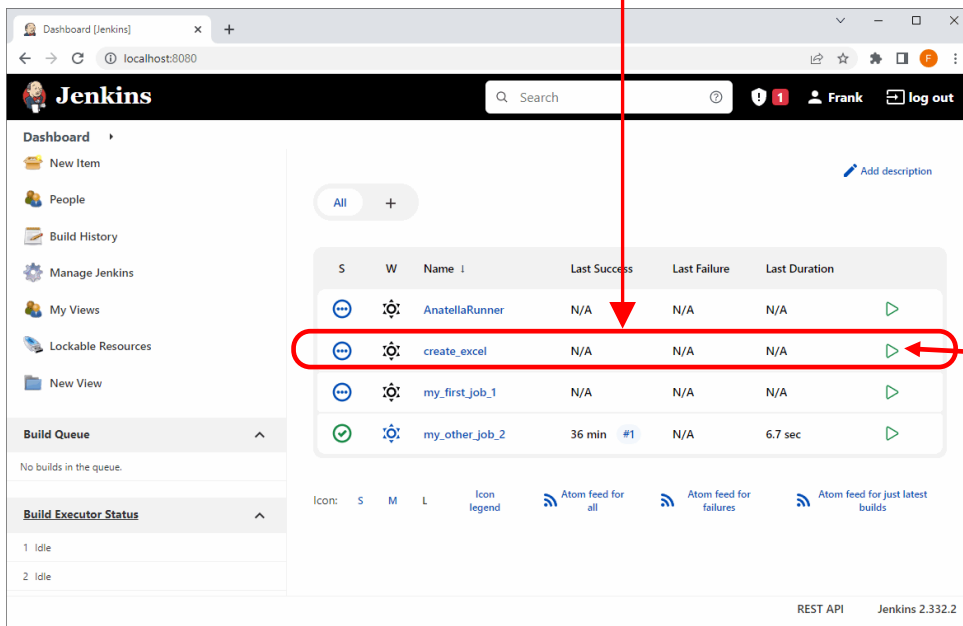 Dashboard [Jenkins]
localhost:8080
F
Jenkins
Search
1
Frank
log out
Dashboard
New Item
People
Build History
Manage Jenkins
My Views
Lockable Resources
New View
Build Queue
No builds in the queue.
Build Executor Status
1 Idle
2 Idle
Add description
All +
S W Name ↓ Last Success Last Failure Last Duration
AnatellaRunner N/A N/A N/A
create_excel N/A N/A N/A
my_first_job_1 N/A N/A N/A
my_other_job_2 36 min #1 N/A 6.7 sec
Icon: S M L
Icon
legend
Atom feed for
all
Atom feed for
failures
Atom feed for just latest
builds
REST API Jenkins 2.332.2